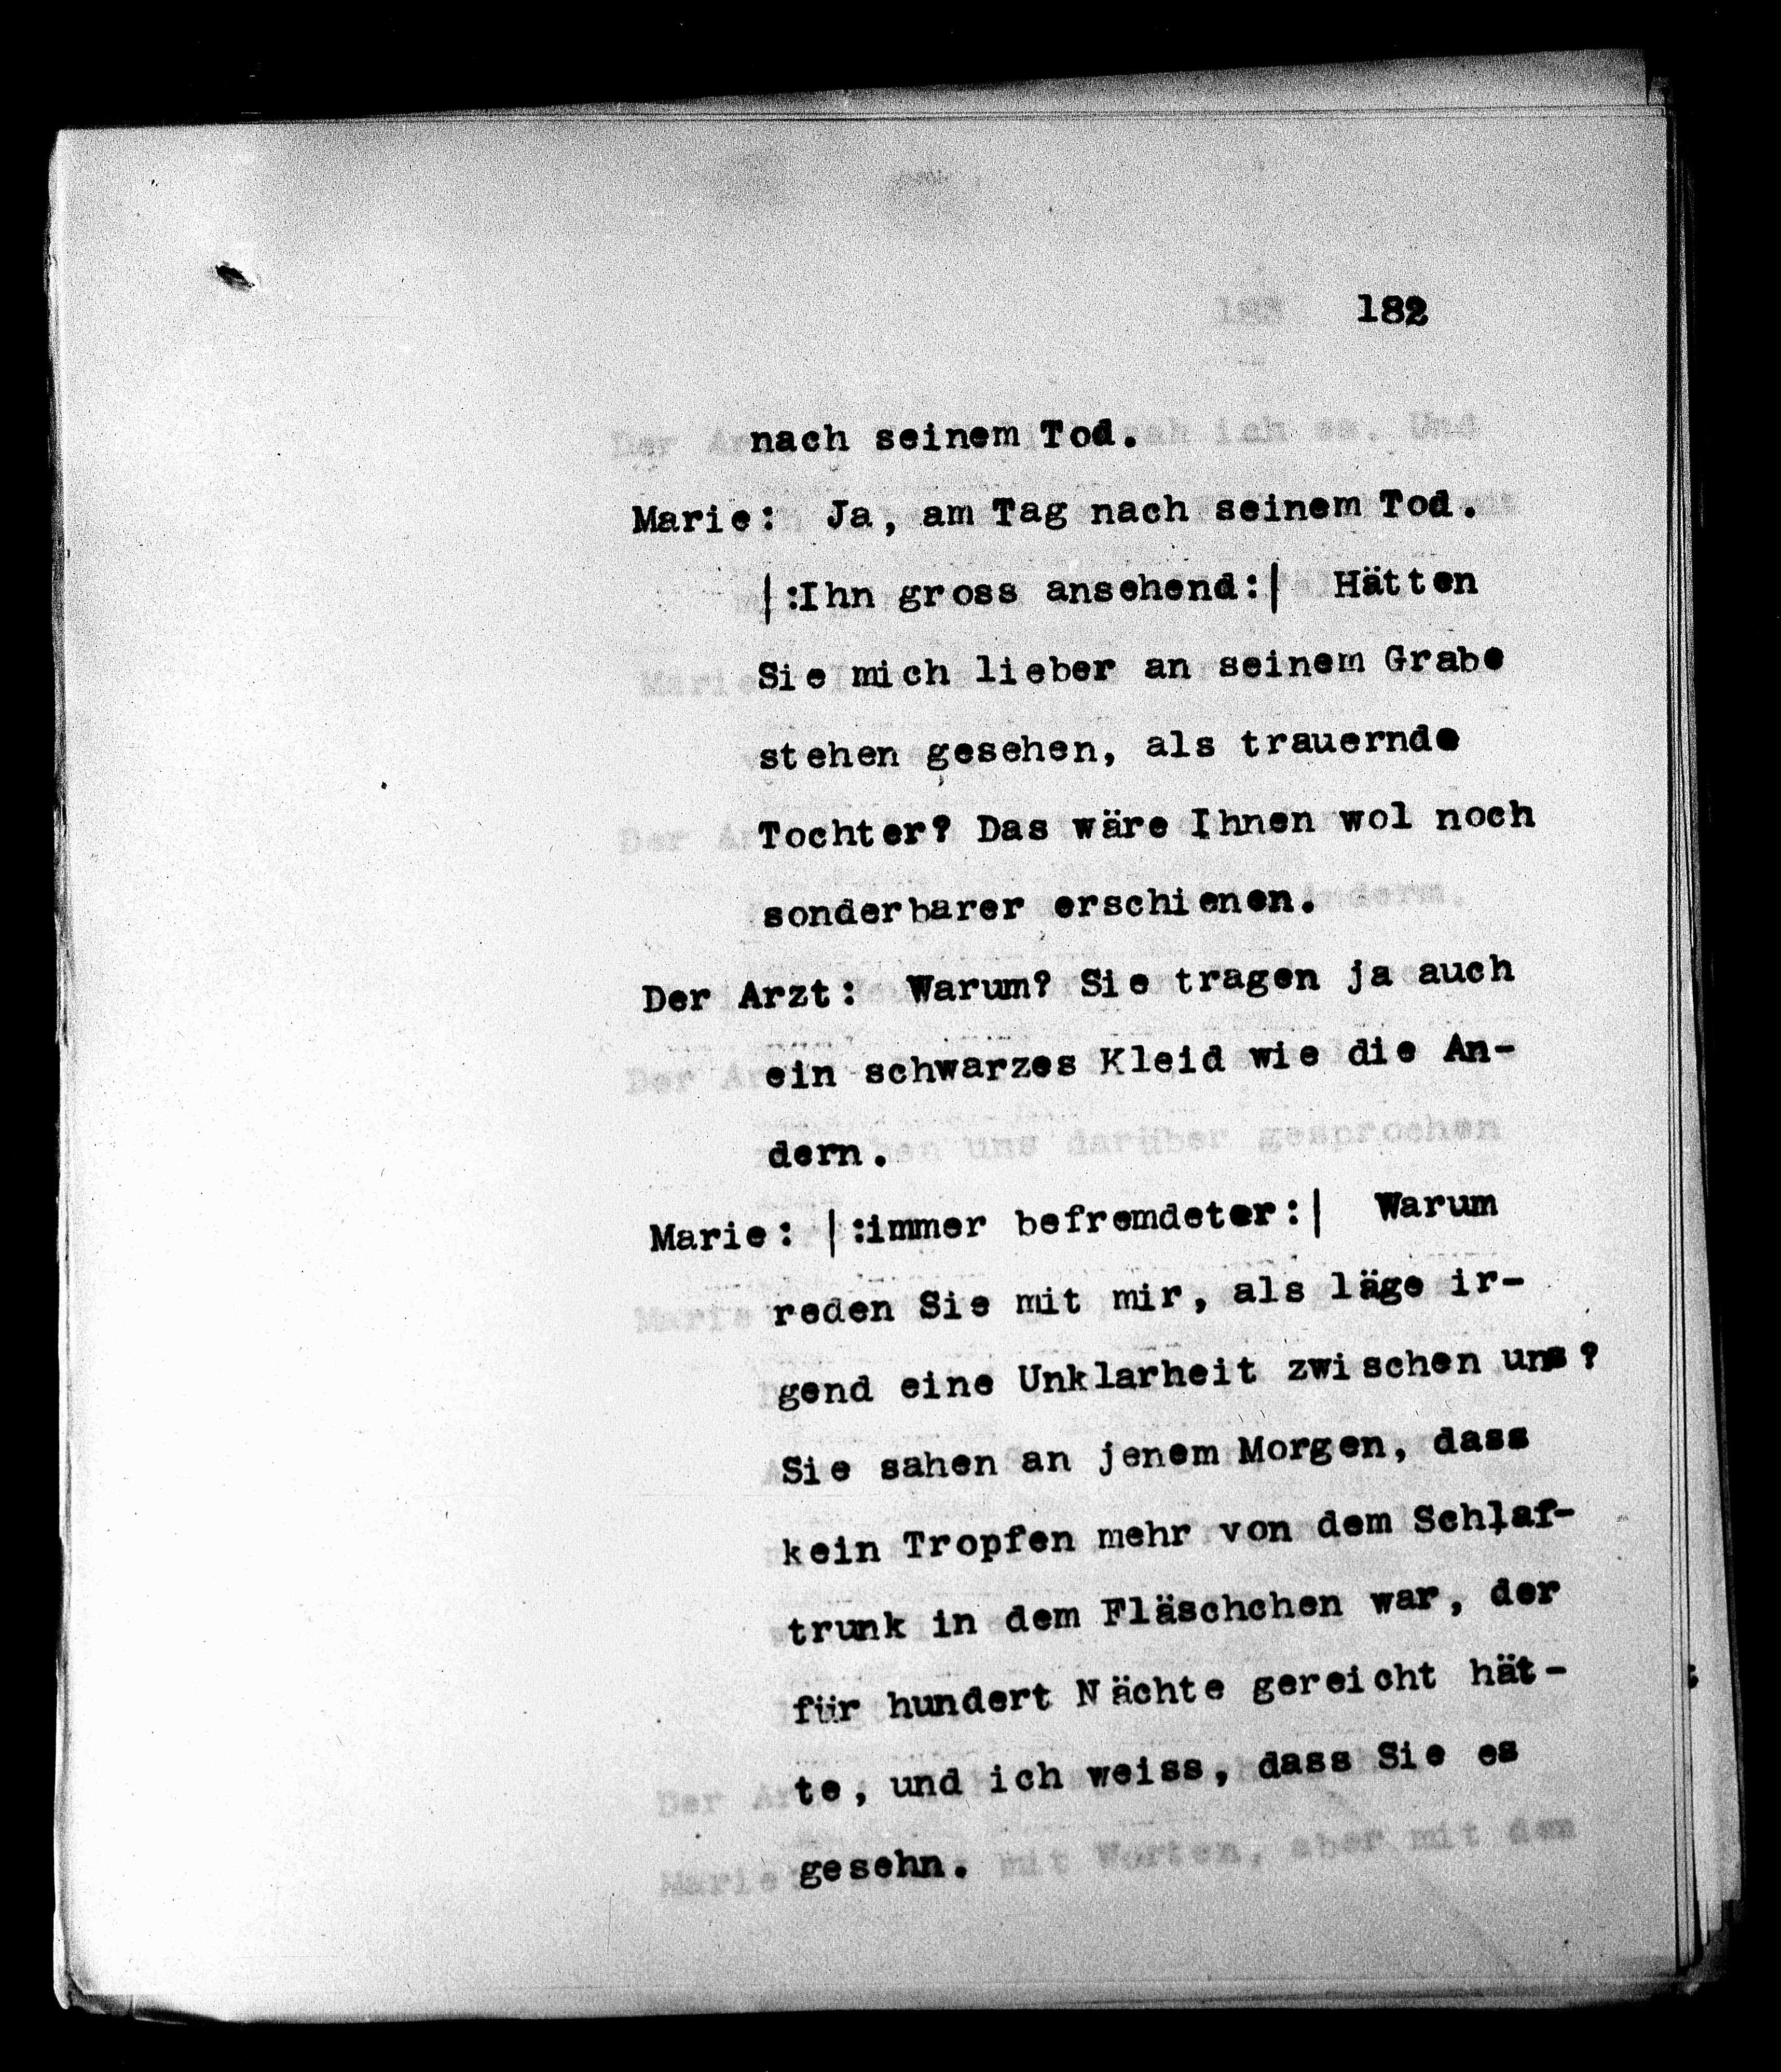 182
nach seinem Tod.
Marie: Ja, am Tag nach seinem Tod.
|:Ihn gross ansehend:| Hätten
Sie mich lieber an seinem Grabe
stehen gesehen, als trauernde
Tochter? Das wäre Ihnen wol noch
sonderbarer erschienen.
Der Arzt: Warum? Sie tragen ja auch
ein schwarzes Kleid wie die An-
dern.
Marie: |:immer befremdeter:| Warum
reden Sie mit mir, als läge ir-
gend eine Unklarheit zwischen uns?
Sie sahen an jenem Morgen, dass
kein Tropfen mehr von dem Schlaf-
trunk in dem Fläschchen war, der
für hundert Nächte gereicht hät-
te, und ich weiss, dass Sie es
gesehn.